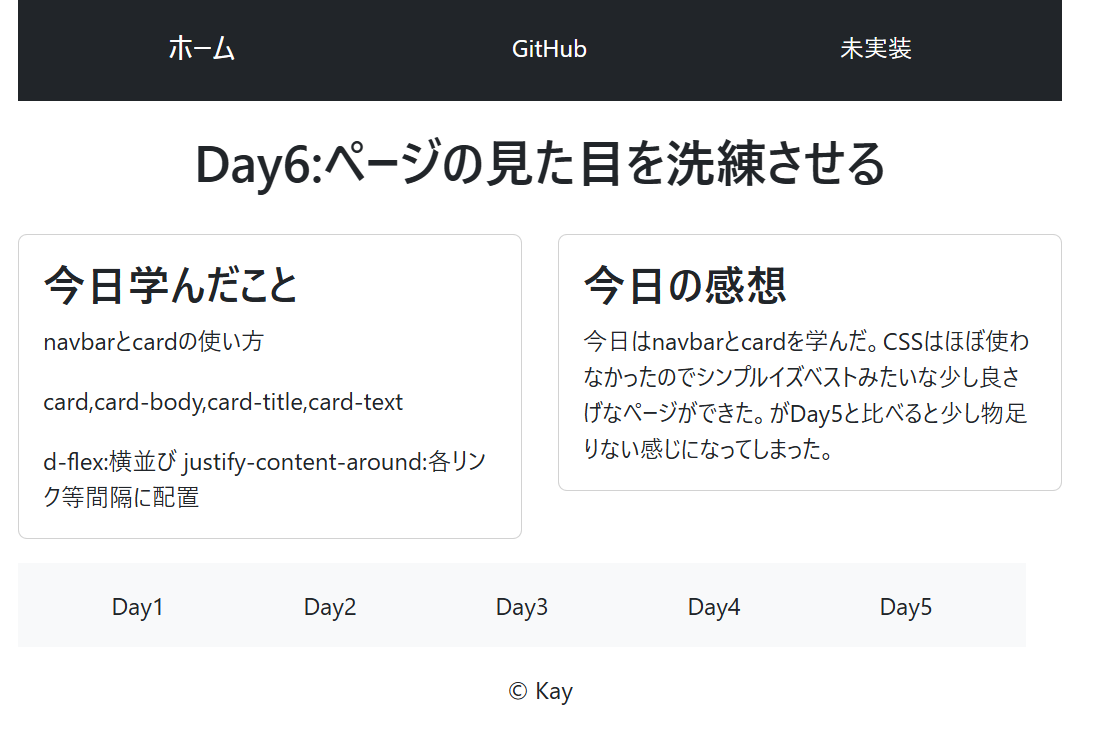 ホーム GitHub 未実装
Day6:ページの見た目を洗練させる
今日学んだこと
navbarとcardの使い方
card,card-body,card-title,card-text
d-flex:横並び justify-content-around:各リン
ク等間隔に配置
今日の感想
今日はnavbarとcardを学んだ。CSSはほぼ使わ
なかったのでシンプルイズベストみたいな少し良さ
げなページができた。がDay5と比べると少し物足
りない感じになってしまった。
Day1 Day2 Day3 Day4 Day5
© Kay